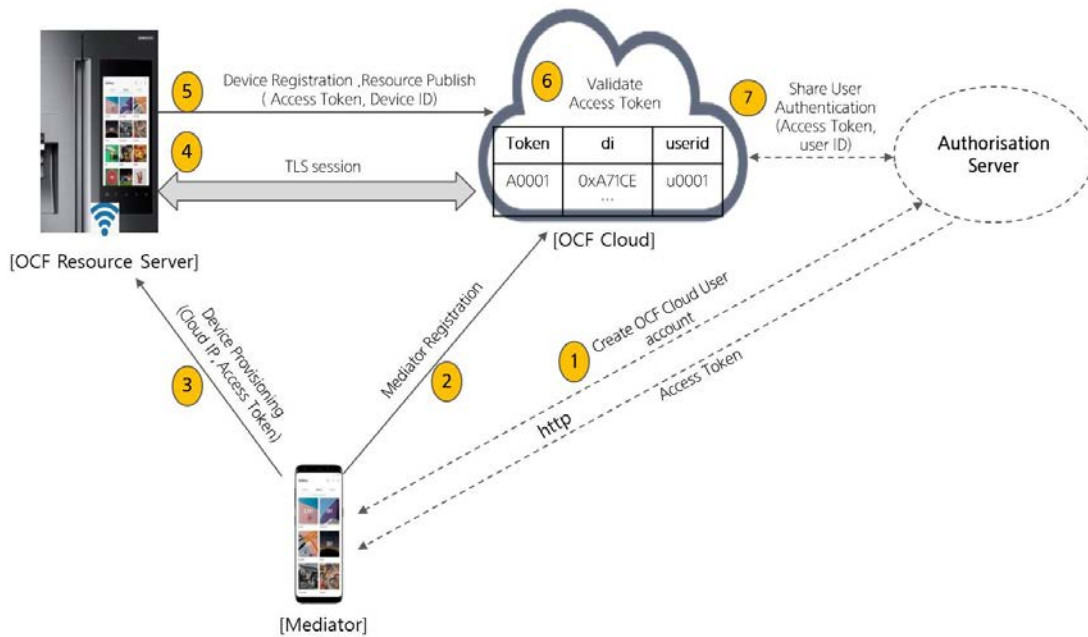 5
Device Registration ,Resource Publish
( Access Token, Device ID)
6
Validate
Access Token
7
Share User
Authentication
(Access Token,
user ID)
Authorisation
Server
4
TLS session
Token di userid
A0001 0xA71CE u0001
...
[OCF Resource Server]
[OCF Cloud]
3
Device Provisioning
(Cloud IP, Access Token)
2
Mediator Registration
1
Create OCF Cloud User
account
Access Token
http
[Mediator]